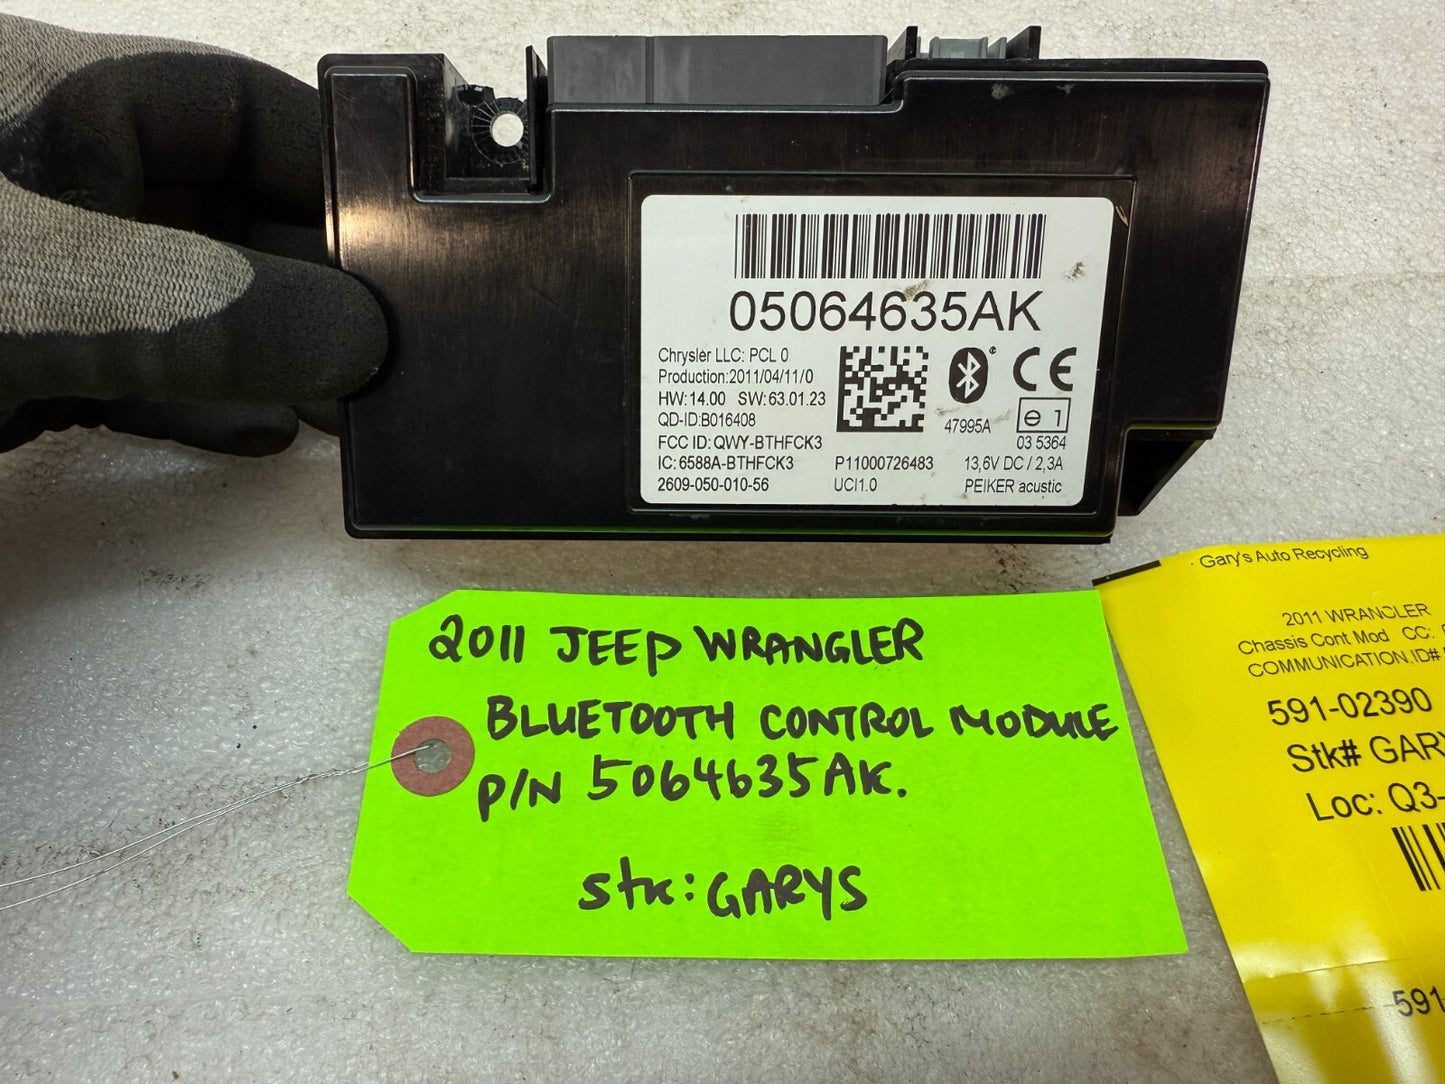 05064635AK
Chrysler LLC: PCL 0
Production:2011/04/11/0
HW:14.00 SW:63.01.23
QD-ID:B016408
FCC ID: QWY-BTHFCK3
IC: 6588A-BTHFCK3
2609-050-010-56
P11000726483
UCI1.0
CE
47995A
e 1
03 5364
13,6V DC / 2,3A
PEIKER acustic
2011 JEEP WRANGLER
BLUETOOTH CONTROL MODULE
P/N 5064635AK.
stk: GARYS
Gary's Auto Recycling
2011 WRANGLER
Chassis Cont Mod CC:
COMMUNICATION,ID#
591-02390
Stk# GARY
Loc: Q3-
591